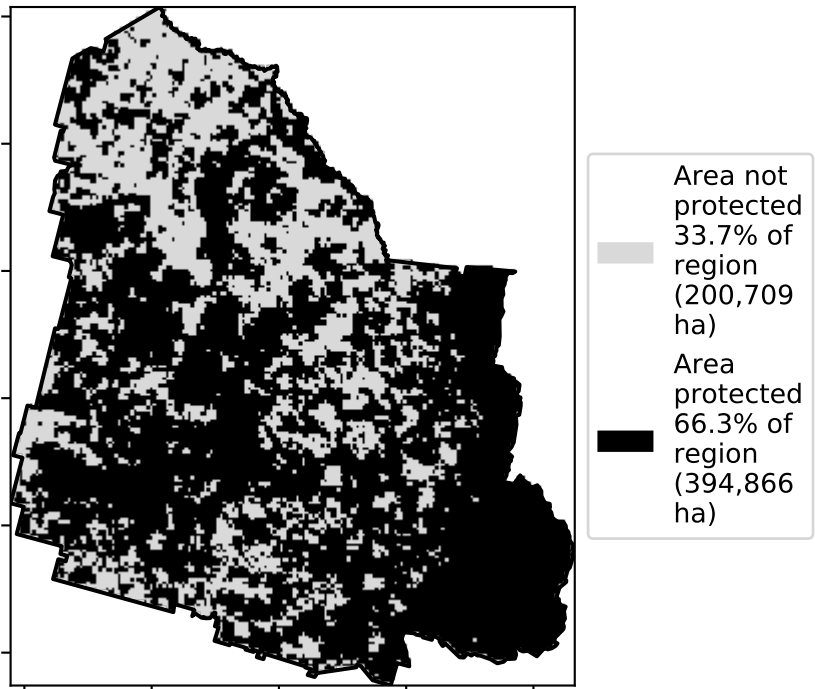 Area not
protected
33.7% of
region
(200,709
ha)
Area
protected
66.3% of
region
(394,866
ha)